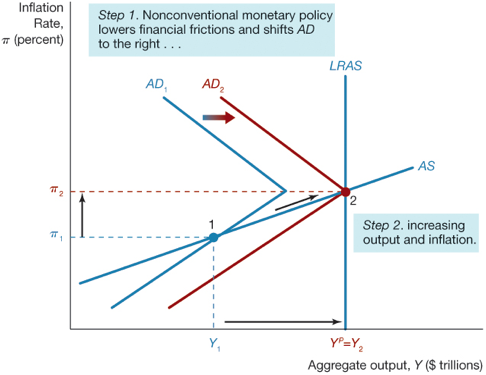 Inflation
Rate,
π (percent)
Step 1. Nonconventional monetary policy
lowers financial frictions and shifts AD
to the right . . .
LRAS
AD₁
AD₂
AS
π₂
2
1
Step 2. increasing
output and inflation.
π₁
Y₁
Yᴾ=Y₂
Aggregate output, Y ($ trillions)